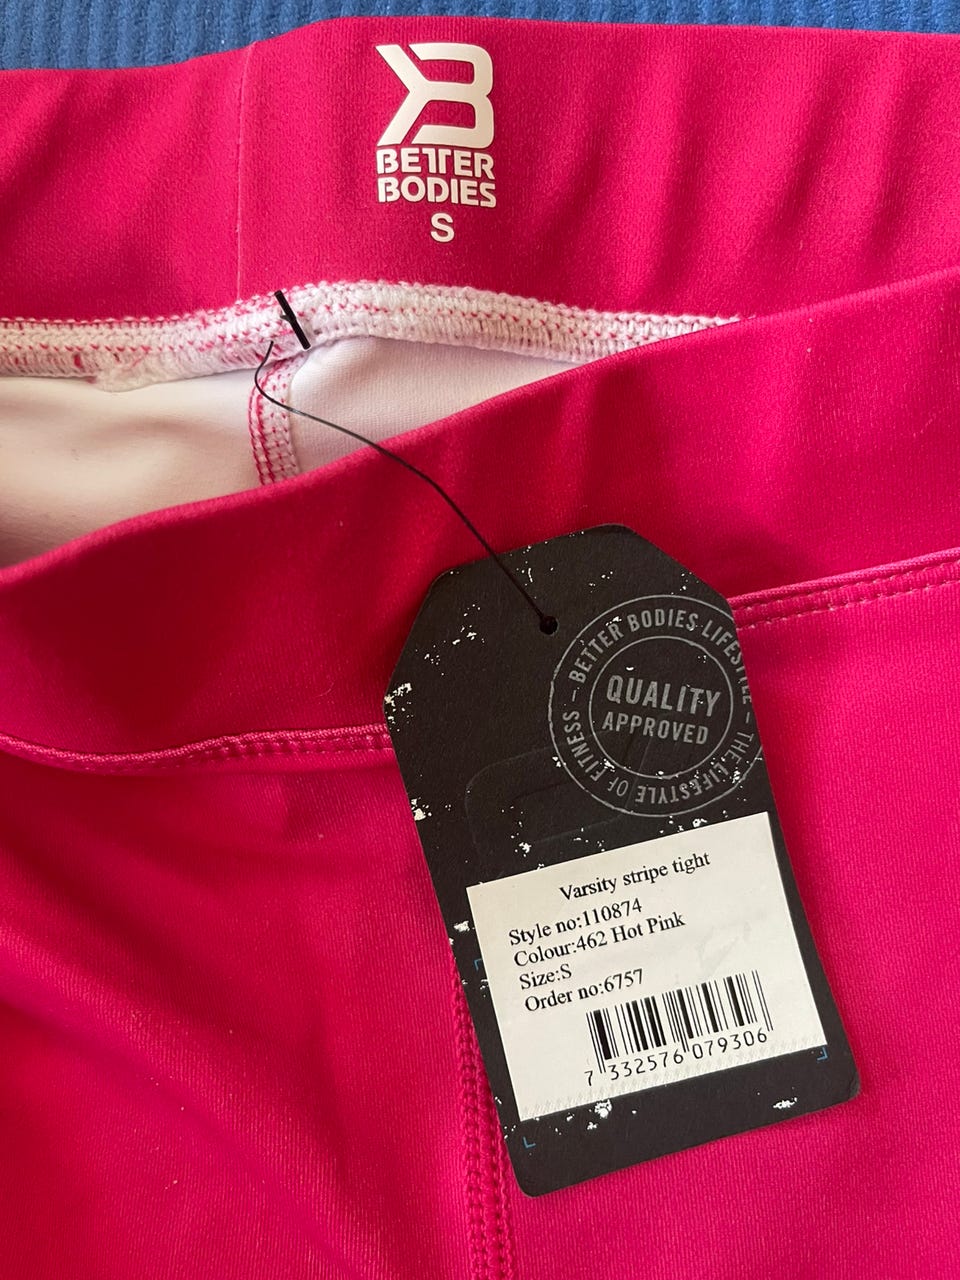 BETTER
BODIES
S
BETTER BODIES LIFESTYLE – THE LIFESTYLE OF FITNESS –
QUALITY
APPROVED
Varsity stripe tight
Style no:110874
Colour:462 Hot Pink
Size:S
Order no:6757
7 332576 079306